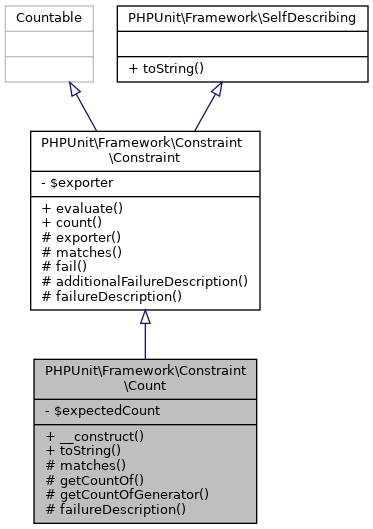 Countable
PHPUnit\Framework\SelfDescribing
+ toString()
PHPUnit\Framework\Constraint
\Constraint
- $exporter
+ evaluate()
+ count()
# exporter()
# matches()
# fail()
# additionalFailureDescription()
# failureDescription()
PHPUnit\Framework\Constraint
\Count
- $expectedCount
+ __construct()
+ toString()
# matches()
# getCountOf()
# getCountOfGenerator()
# failureDescription()